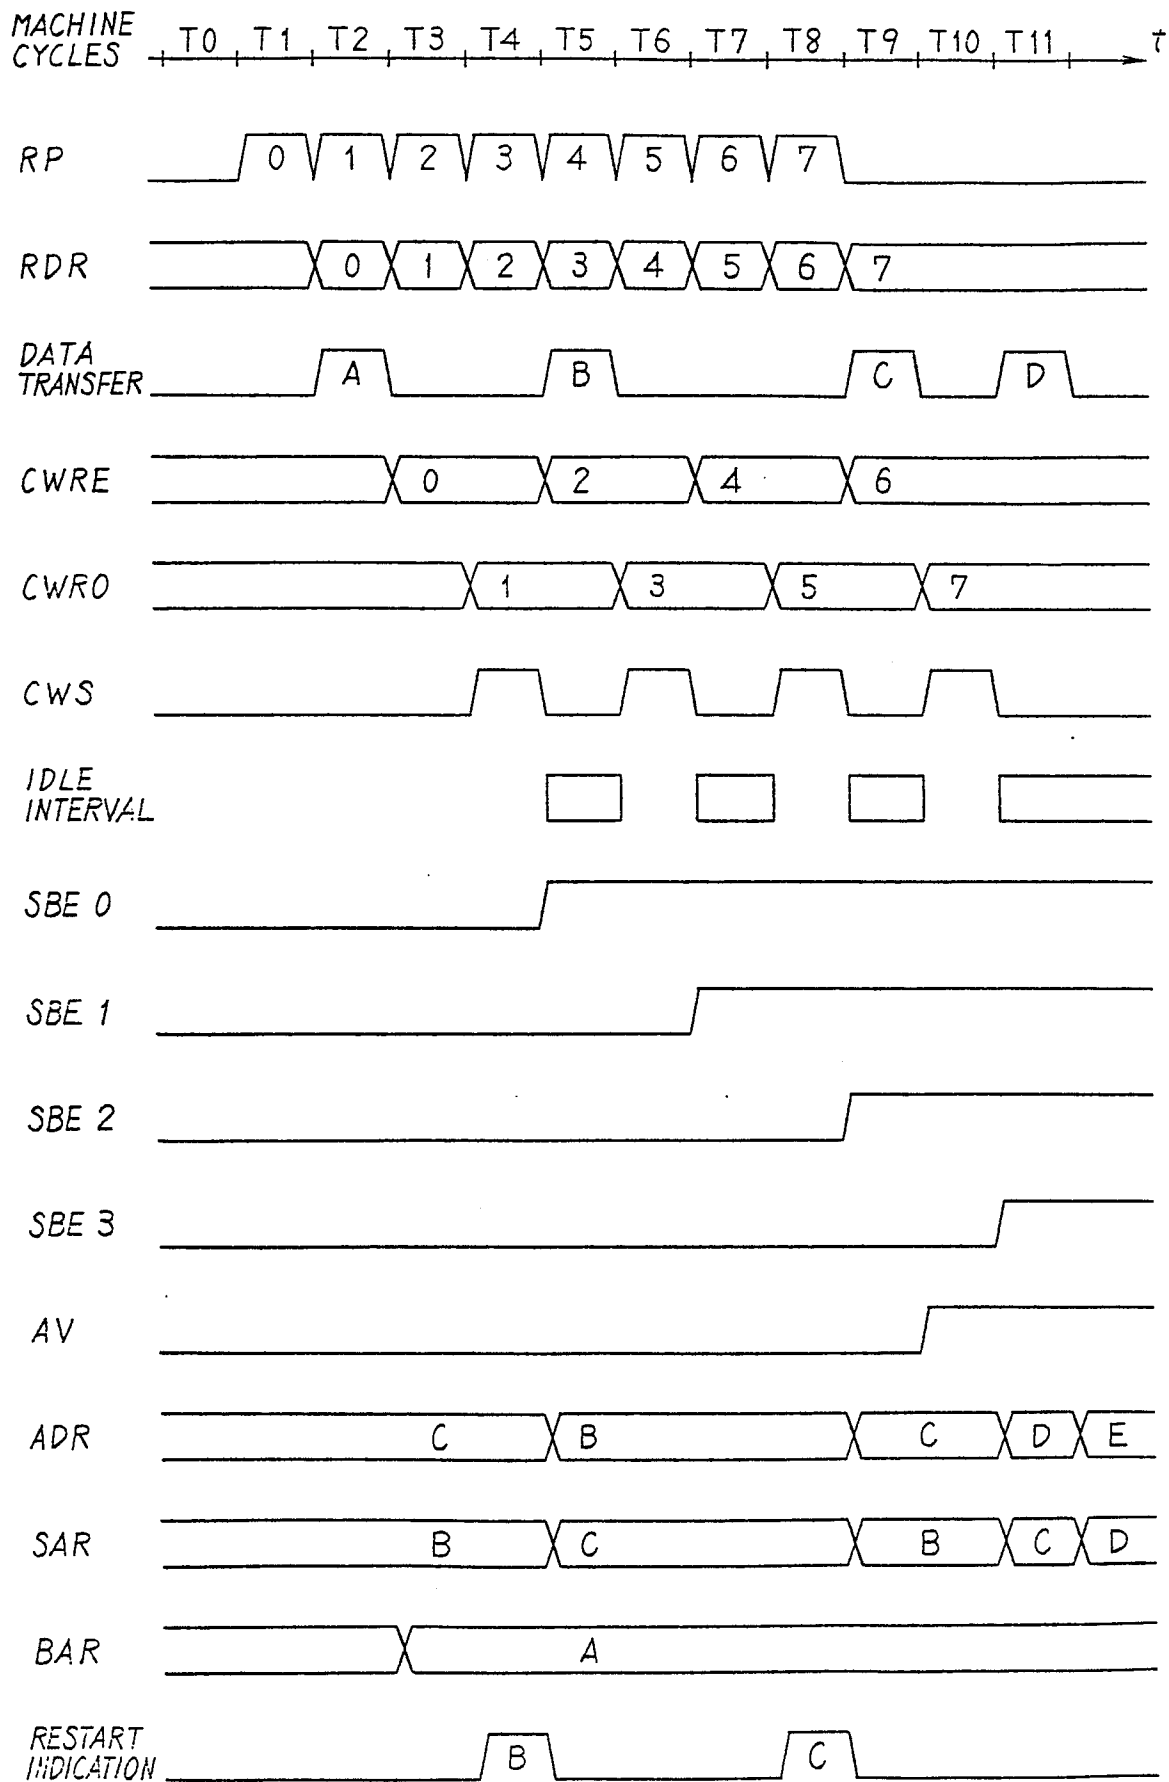 MACHINE
CYCLES T0 T1 T2 T3 T4 T5 T6 T7 T8 T9 T10 T11 t
RP 0 1 2 3 4 5 6 7
RDR 0 1 2 3 4 5 6 7
DATA
TRANSFER A B C D
CWRE 0 2 4 6
CWRO 1 3 5 7
CWS
IDLE
INTERVAL
SBE 0
SBE 1
SBE 2
SBE 3
AV
ADR C B C D E
SAR B C B C D
BAR A
RESTART
INDICATION B C